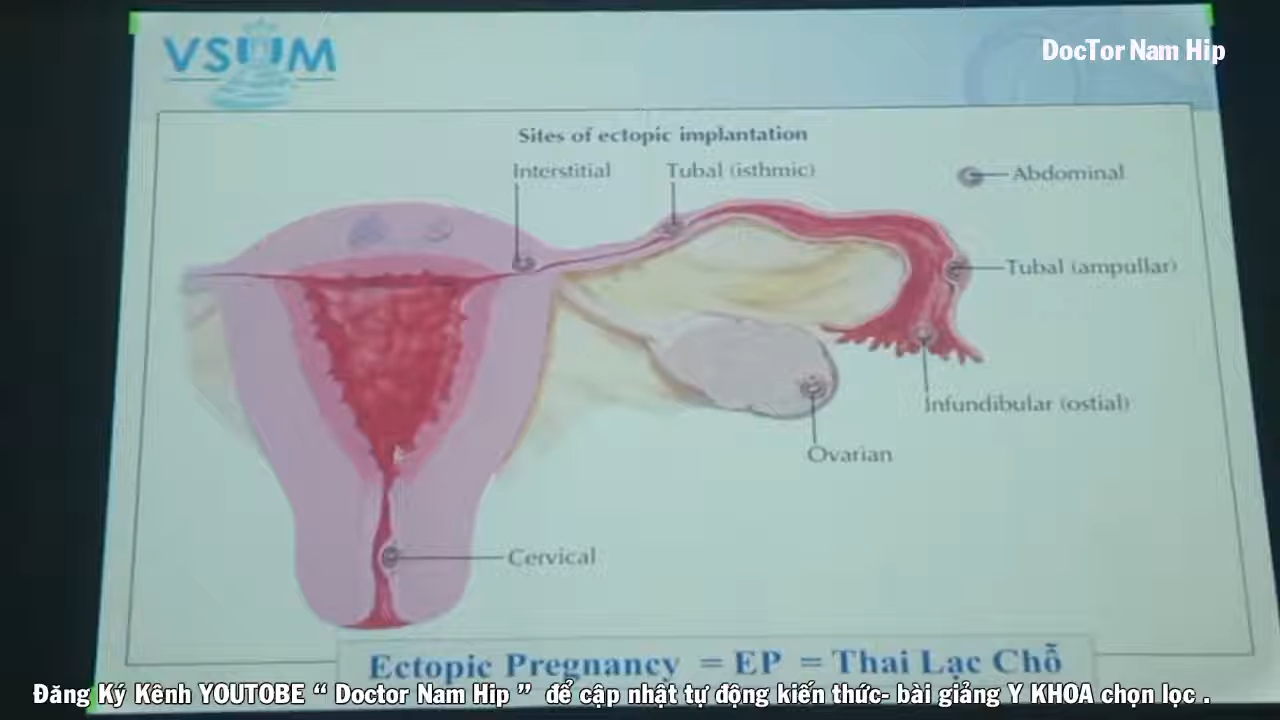 VSUM
DocTor Nam Hip
Sites of ectopic implantation
Interstitial
Tubal (isthmic)
Abdominal
Tubal (ampullar)
Infundibular (ostial)
Ovarian
Cervical
Ectopic Pregnancy = EP = Thai Lạc Chỗ
Đăng Ký Kênh YOUTOBE “ Doctor Nam Hip ” để cập nhật tự động kiến thức- bài giảng Y KHOA chọn lọc .